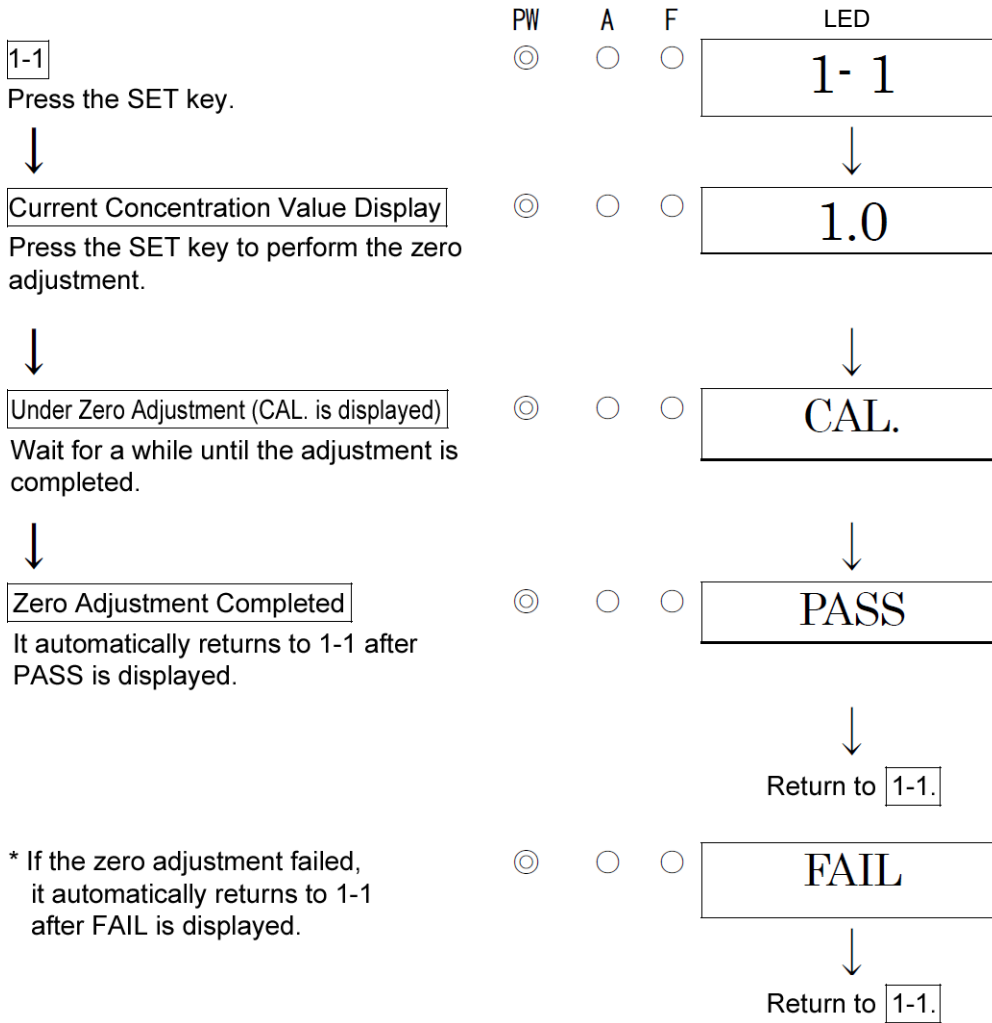 PW A F LED
1-1
1- 1
Press the SET key.
Current Concentration Value Display
1.0
Press the SET key to perform the zero
adjustment.
Under Zero Adjustment (CAL. is displayed)
CAL.
Wait for a while until the adjustment is
completed.
Zero Adjustment Completed
PASS
It automatically returns to 1-1 after
PASS is displayed.
Return to 1-1.
* If the zero adjustment failed,
it automatically returns to 1-1
after FAIL is displayed.
FAIL
Return to 1-1.